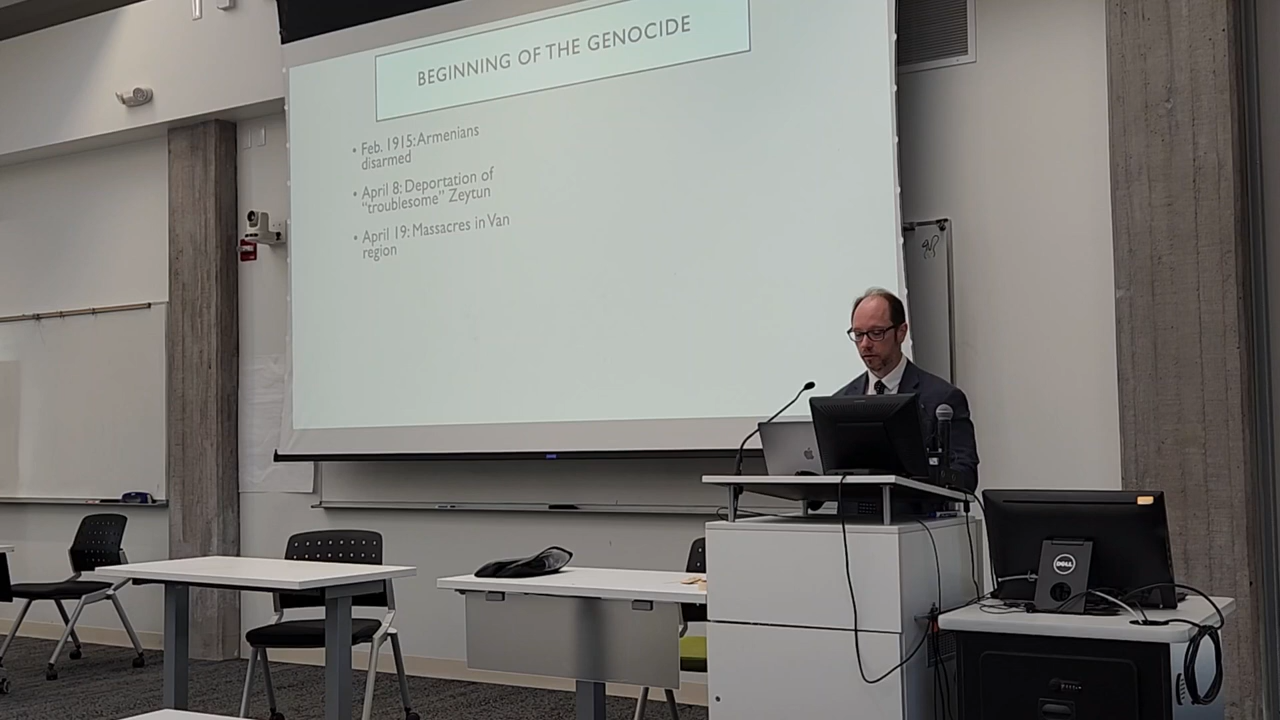 BEGINNING OF THE GENOCIDE
• Feb. 1915: Armenians
disarmed
• April 8: Deportation of
"troublesome" Zeytun
• April 19: Massacres in Van
region
DELL